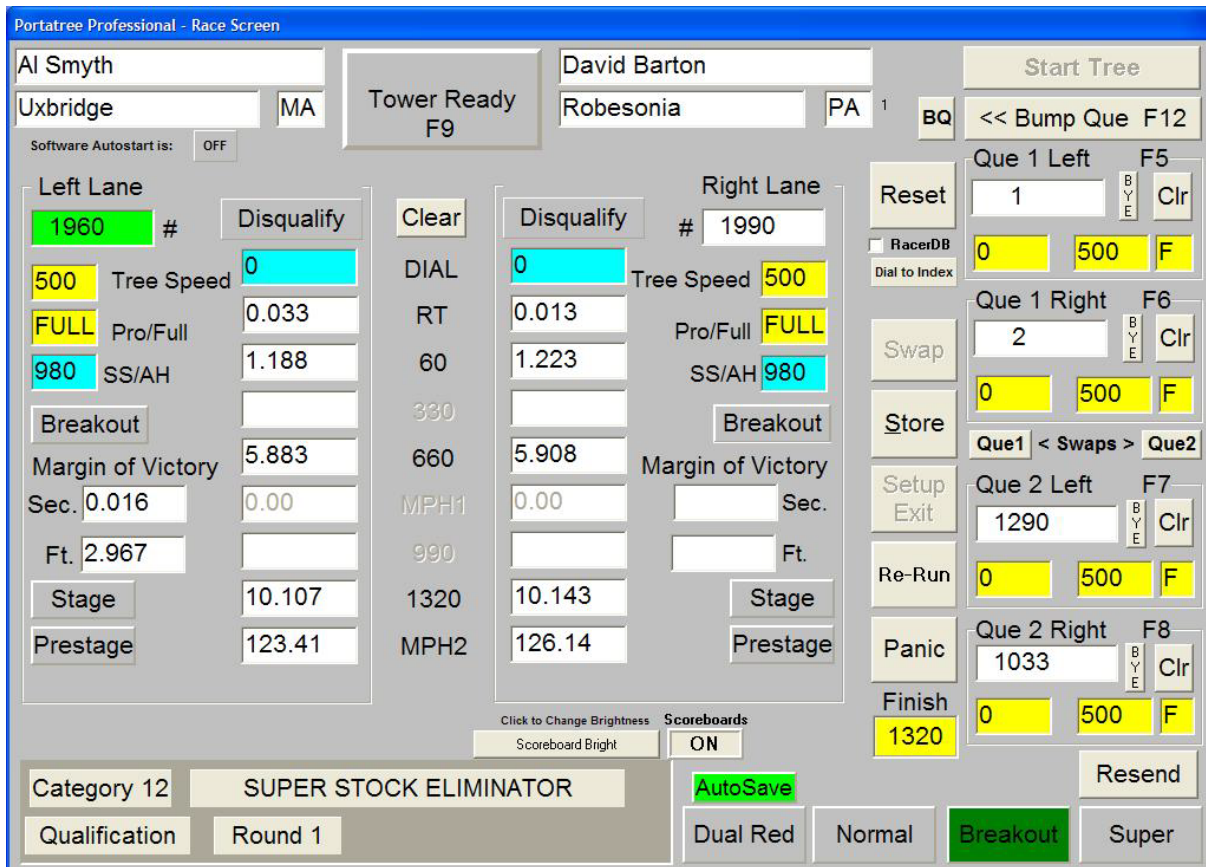 Portatree Professional - Race Screen
Al Smyth
Uxbridge MA
Software Autostart is: OFF
Tower Ready
F9
David Barton
Robesonia PA 1
BQ
Start Tree
<< Bump Que F12
Left Lane
1960 #
Disqualify
500 Tree Speed 0
FULL Pro/Full 0.033
980 SS/AH 1.188
Breakout
Margin of Victory 5.883
Sec. 0.016 0.00
Ft. 2.967
Stage 10.107
Prestage 123.41
Clear
DIAL
RT
60
330
660
MPH1
990
1320
MPH2
Right Lane
Disqualify # 1990
0 Tree Speed 500
0.013 Pro/Full FULL
1.223 SS/AH 980
Breakout
5.908 Margin of Victory
0.00 Sec.
Ft.
10.143 Stage
126.14 Prestage
Reset
RacerDB
Dial to Index
Swap
Store
Setup
Exit
Re-Run
Panic
Finish
1320
Que 1 Left F5
1 BYE Clr
0 500 F
Que 1 Right F6
2 BYE Clr
0 500 F
Que1 < Swaps > Que2
Que 2 Left F7
1290 BYE Clr
0 500 F
Que 2 Right F8
1033 BYE Clr
0 500 F
Resend
Click to Change Brightness Scoreboards
Scoreboard Bright ON
Category 12 SUPER STOCK ELIMINATOR
Qualification Round 1
AutoSave
Dual Red Normal Breakout Super